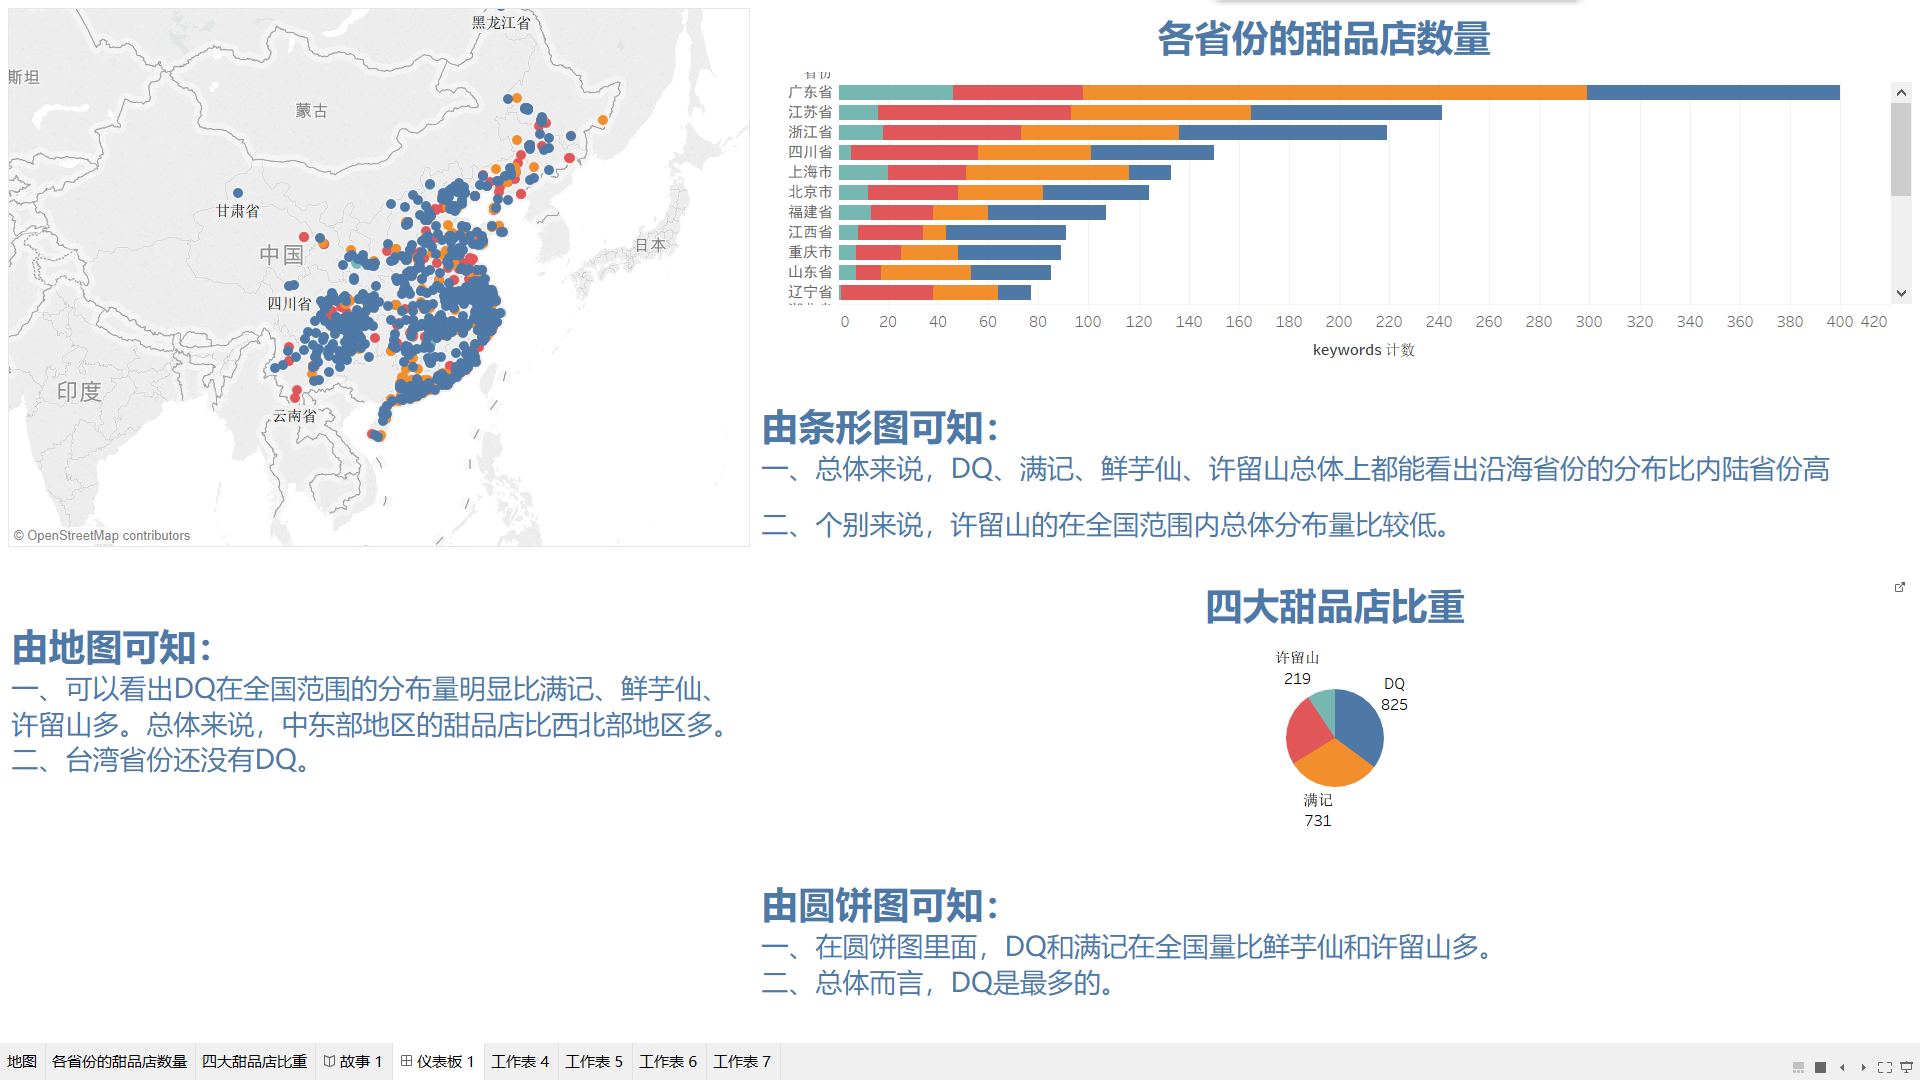 黑龙江省
斯坦
蒙古
甘肃省
中国
日本
四川省
印度
云南省
© OpenStreetMap contributors
各省份的甜品店数量
省份
广东省
江苏省
浙江省
四川省
上海市
北京市
福建省
江西省
重庆市
山东省
辽宁省
0 20 40 60 80 100 120 140 160 180 200 220 240 260 280 300 320 340 360 380 400 420
keywords 计数
由条形图可知：
一、总体来说，DQ、满记、鲜芋仙、许留山总体上都能看出沿海省份的分布比内陆省份高
二、个别来说，许留山的在全国范围内总体分布量比较低。
由地图可知：
一、可以看出DQ在全国范围的分布量明显比满记、鲜芋仙、
许留山多。总体来说，中东部地区的甜品店比西北部地区多。
二、台湾省份还没有DQ。
四大甜品店比重
许留山
219
DQ
825
满记
731
由圆饼图可知：
一、在圆饼图里面，DQ和满记在全国量比鲜芋仙和许留山多。
二、总体而言，DQ是最多的。
地图 各省份的甜品店数量 四大甜品店比重 故事 1 仪表板 1 工作表 4 工作表 5 工作表 6 工作表 7